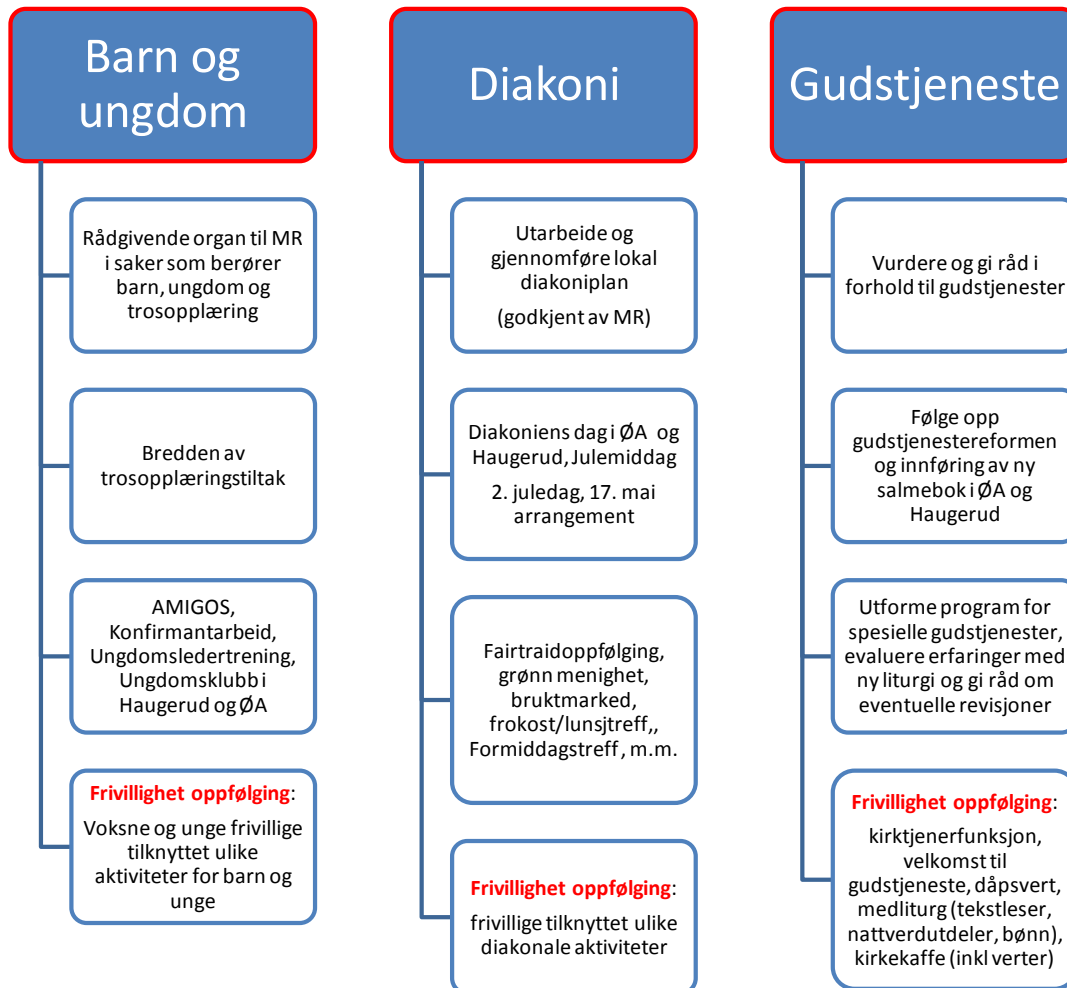 Barn og
ungdom
Rådgivende organ til MR
i saker som berører
barn, ungdom og
trosopplæring
Bredden av
trosopplæringstiltak
AMIGOS,
Konfirmantarbeid,
Ungdomsledertrening,
Ungdomsklubb i
Haugerud og ØA
Frivillighet oppfølging:
Voksne og unge frivillige
tilknyttet ulike
aktiviteter for barn og
unge
Diakoni
Utarbeide og
gjennomføre lokal
diakoniplan
(godkjent av MR)
Diakoniens dag i ØA og
Haugerud, Julemiddag
2. juledag, 17. mai
arrangement
Fairtraidoppfølging,
grønn menighet,
bruktmarked,
frokost/lunsjtreff,,
Formiddagstreff, m.m.
Frivillighet oppfølging:
frivillige tilknyttet ulike
diakonale aktiviteter
Gudstjeneste
Vurdere og gi råd i
forhold til gudstjenester
Følge opp
gudstjenestereformen
og innføring av ny
salmebok i ØA og
Haugerud
Utforme program for
spesielle gudstjenester,
evaluere erfaringer med
ny liturgi og gi råd om
eventuelle revisjoner
Frivillighet oppfølging:
kirktjenerfunksjon,
velkomst til
gudstjeneste, dåpsvert,
medliturg (tekstleser,
nattverdutdeler, bønn),
kirkekaffe (inkl verter)